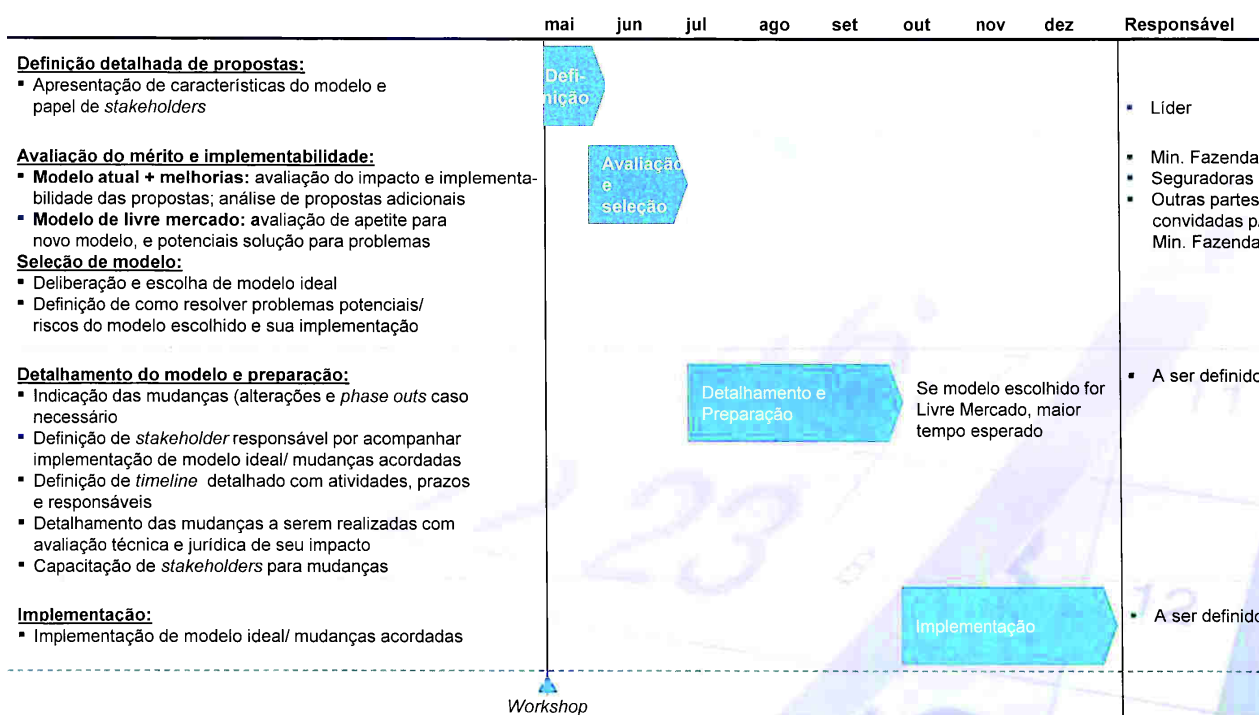 mai jun jul ago set out nov dez Responsável
Definição detalhada de propostas:
▪ Apresentação de características do modelo e
papel de stakeholders
Defi-
nição
▪ Líder
Avaliação do mérito e implementabilidade:
▪ Modelo atual + melhorias: avaliação do impacto e implementa-
bilidade das propostas; análise de propostas adicionais
▪ Modelo de livre mercado: avaliação de apetite para
novo modelo, e potenciais solução para problemas
Seleção de modelo:
▪ Deliberação e escolha de modelo ideal
▪ Definição de como resolver problemas potenciais/
riscos do modelo escolhido e sua implementação
Avaliação
e
seleção
▪ Min. Fazenda
▪ Seguradoras
▪ Outras partes
convidadas p/
Min. Fazenda
Detalhamento do modelo e preparação:
▪ Indicação das mudanças (alterações e phase outs caso
necessário
▪ Definição de stakeholder responsável por acompanhar
implementação de modelo ideal/ mudanças acordadas
▪ Definição de timeline detalhado com atividades, prazos
e responsáveis
▪ Detalhamento das mudanças a serem realizadas com
avaliação técnica e jurídica de seu impacto
▪ Capacitação de stakeholders para mudanças
Detalhamento e
Preparação
Se modelo escolhido for
Livre Mercado, maior
tempo esperado
▪ A ser definido
Implementação:
▪ Implementação de modelo ideal/ mudanças acordadas
Implementação
▪ A ser definido
Workshop
23
11
12